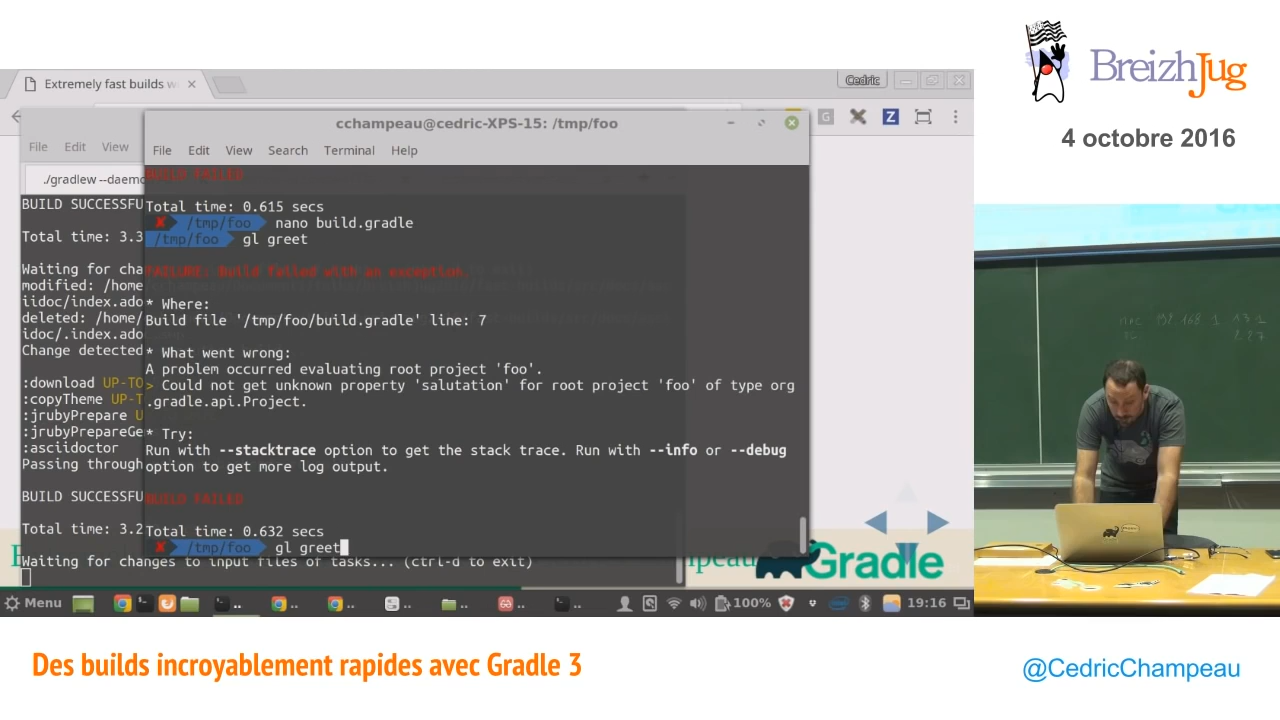 Extremely fast builds w
Cedric
BreizhJug
4 octobre 2016
cchampeau@cedric-XPS-15: /tmp/foo
File Edit View
File Edit View Search Terminal Help
./gradlew --daemo
BUILD FAILED
BUILD SUCCESSFU
Total time: 0.615 secs
/tmp/foo nano build.gradle
Total time: 3.3
/tmp/foo gl greet
Waiting for cha
FAILURE: Build failed with an exception.
modified: /home
iidoc/index.ado
* Where:
deleted: /home/
Build file '/tmp/foo/build.gradle' line: 7
idoc/.index.ado
Change detected
* What went wrong:
A problem occurred evaluating root project 'foo'.
:download UP-TO
> Could not get unknown property 'salutation' for root project 'foo' of type org
:copyTheme UP-T
.gradle.api.Project.
:jrubyPrepare U
:jrubyPrepareGe
* Try:
:asciidoctor
Run with --stacktrace option to get the stack trace. Run with --info or --debug
Passing through
option to get more log output.
BUILD SUCCESSFU
BUILD FAILED
Total time: 3.2
Total time: 0.632 secs
/tmp/foo gl greet
Waiting for changes to input files of tasks... (ctrl-d to exit)
Gradle
Menu
100%
19:16
Des builds incroyablement rapides avec Gradle 3
@CedricChampeau